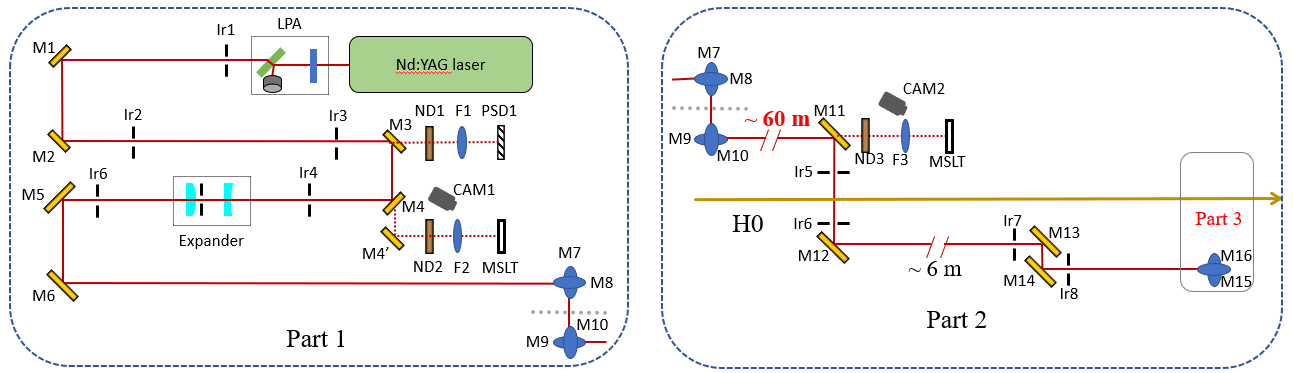 Ir1
LPA
M1
Nd:YAG laser
Ir2
Ir3
M3
ND1
F1
PSD1
M2
M5
Ir6
Ir4
M4
CAM1
Expander
M4’
ND2
F2
MSLT
M6
M7
M8
Part 1
M10
M9
M7
M8
M9
M10
~ 60 m
M11
CAM2
ND3
F3
MSLT
Ir5
H0
Ir6
M12
~ 6 m
Ir7
M13
M14
Ir8
Part 3
M16
M15
Part 2